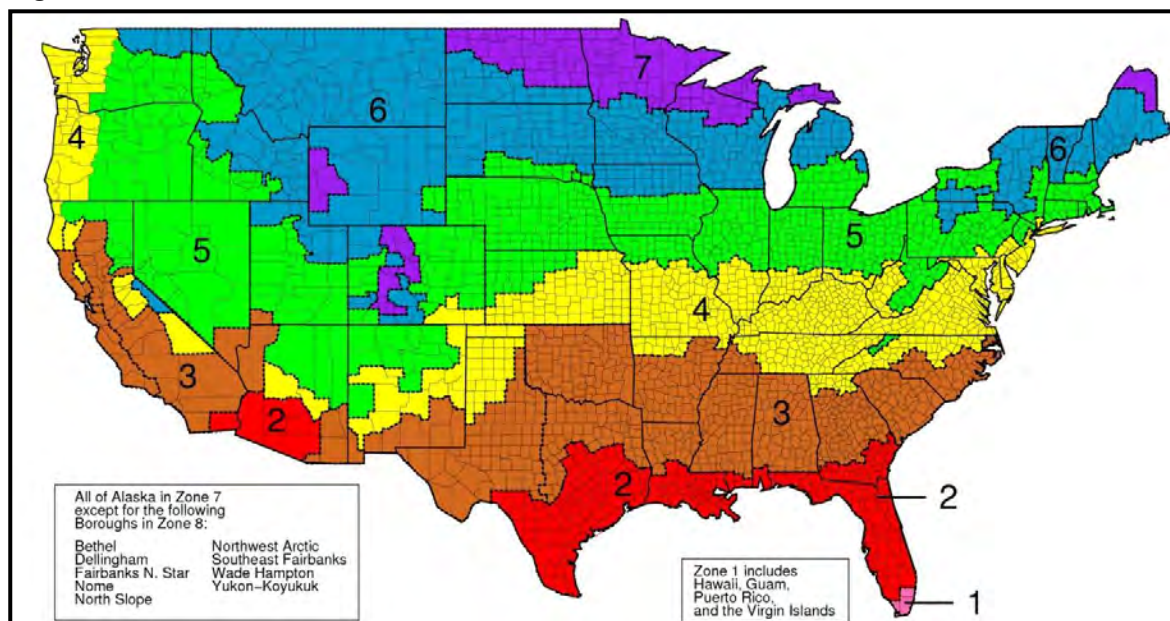 7
6
4
6
5
5
4
3
3
2
2
2
1
All of Alaska in Zone 7
except for the following
Boroughs in Zone 8:
Bethel
Dellingham
Fairbanks N. Star
Nome
North Slope
Northwest Arctic
Southeast Fairbanks
Wade Hampton
Yukon-Koyukuk
Zone 1 includes
Hawaii, Guam,
Puerto Rico,
and the Virgin Islands